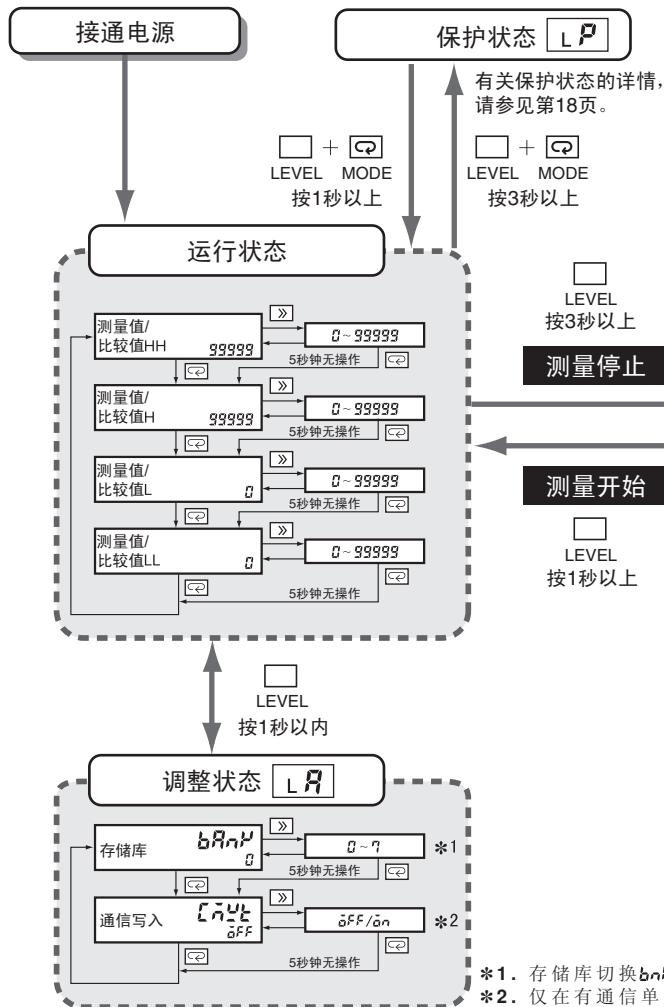 接通电源
保护状态 LP
有关保护状态的详情,
请参见第18页。
+
LEVEL MODE
按1秒以上
+
LEVEL MODE
按3秒以上
运行状态
测量值/
比较值HH 99999
0~99999
5秒钟无操作
测量值/
比较值H 99999
0~99999
5秒钟无操作
测量值/
比较值L 0
0~99999
5秒钟无操作
测量值/
比较值LL 0
0~99999
5秒钟无操作
LEVEL
按3秒以上
测量停止
测量开始
LEVEL
按1秒以上
LEVEL
按1秒以内
调整状态 LA
存储库 bAnK
0
0~7 *1
5秒钟无操作
通信写入 CMWt
oFF
oFF/on *2
5秒钟无操作
*1. 存储库切换
*2. 仅在有通信单